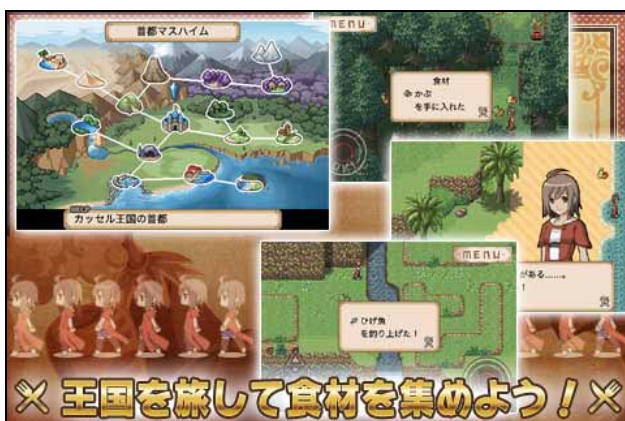 首都マスハイム
カッセル王国の首都
MENU
食材
かぶ
を手に入れた
がある……。
！
MENU
ひげ魚
を釣り上げた！
王国を旅して食材を集めよう！